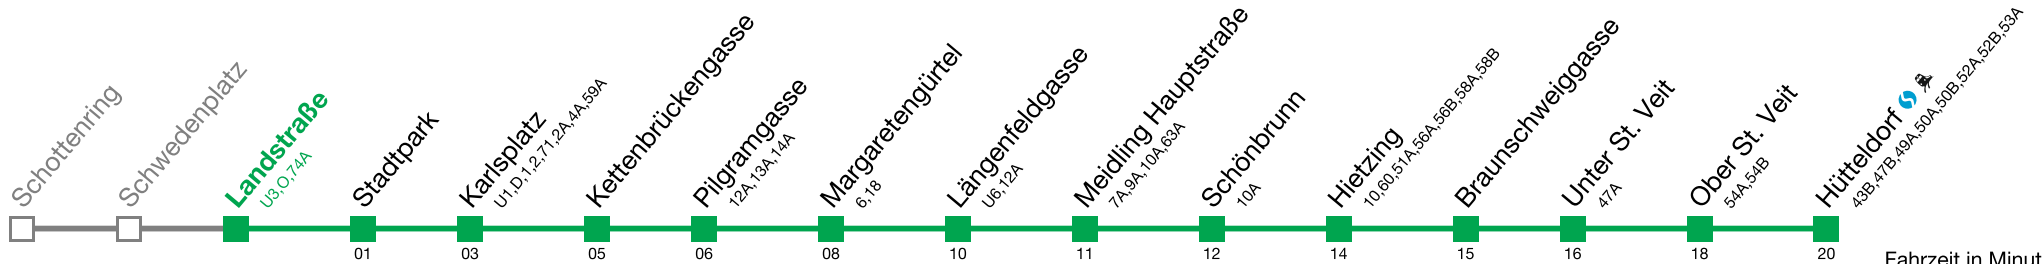 Schottenring
Schwedenplatz
Landstraße
U3,O,74A
Stadtpark
01
Karlsplatz
U1,D,1,2,71,2A,4A,59A
03
Kettenbrückengasse
05
Pilgramgasse
12A,13A,14A
06
Margaretengürtel
6,18
08
Längenfeldgasse
U6,12A
10
Meidling Hauptstraße
7A,9A,10A,63A
11
Schönbrunn
10A
12
Hietzing
10,60,51A,56A,56B,58A,58B
14
Braunschweiggasse
15
Unter St. Veit
47A
16
Ober St. Veit
54A,54B
18
Hütteldorf
43B,47B,49A,50A,50B,52A,52B,53A
20
Fahrzeit in Minut